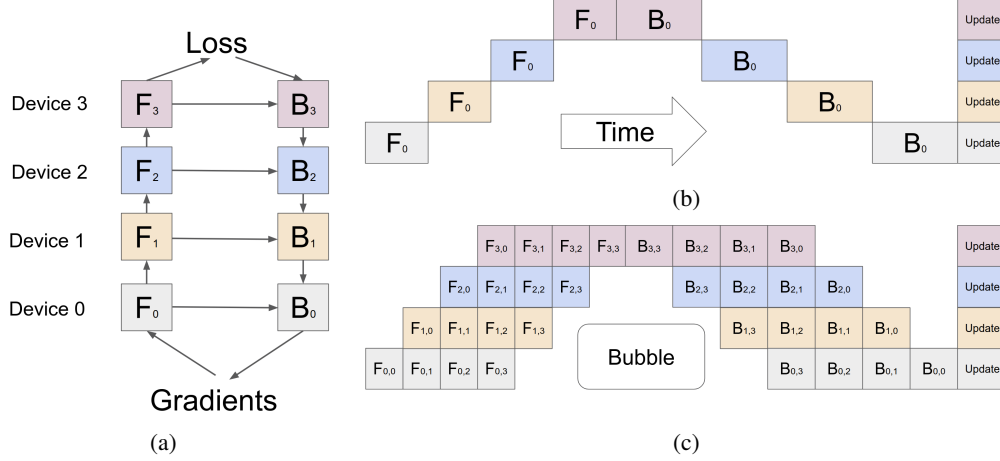 Loss
Device 3 F3 B3
Device 2 F2 B2
Device 1 F1 B1
Device 0 F0 B0
Gradients
(a)
F0 B0 Update
F0 B0 Update
F0 B0 Update
F0 B0 Update
Time
(b)
F3,0 F3,1 F3,2 F3,3 B3,3 B3,2 B3,1 B3,0 Update
F2,0 F2,1 F2,2 F2,3 B2,3 B2,2 B2,1 B2,0 Update
F1,0 F1,1 F1,2 F1,3 B1,3 B1,2 B1,1 B1,0 Update
F0,0 F0,1 F0,2 F0,3 B0,3 B0,2 B0,1 B0,0 Update
Bubble
(c)